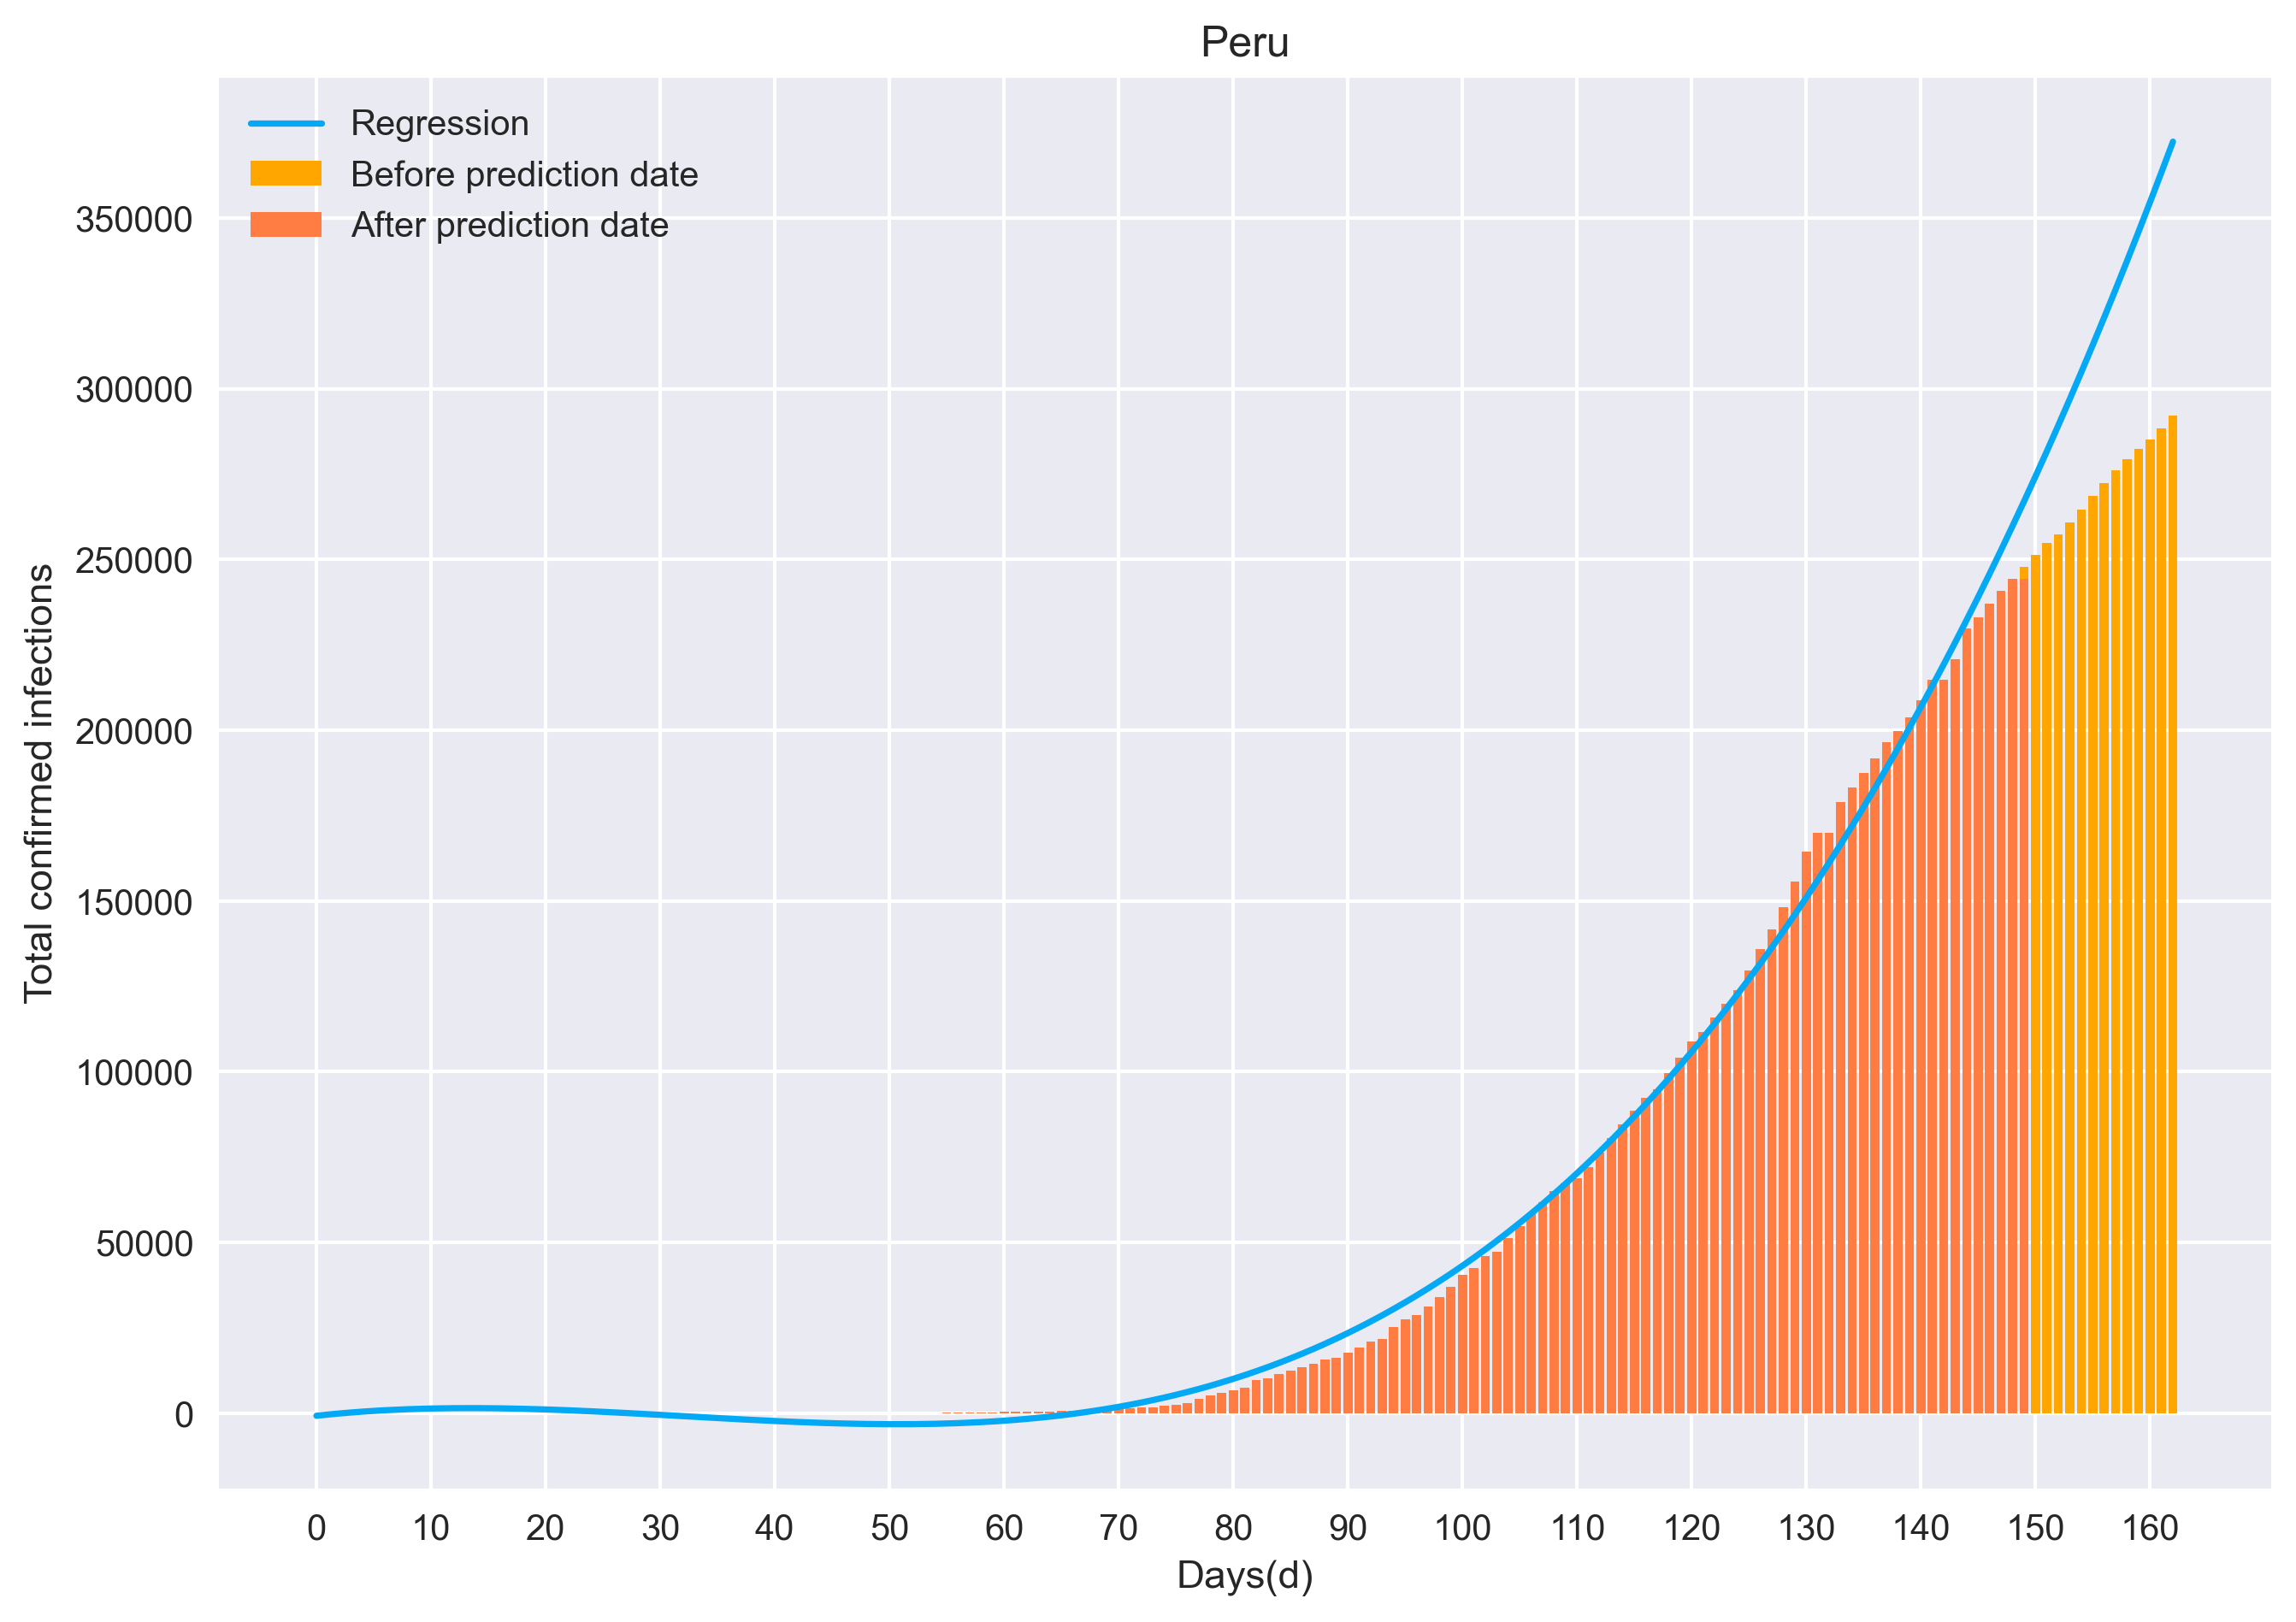 Peru
Regression
Before prediction date
After prediction date
350000
300000
250000
200000
150000
100000
50000
0
Total confirmed infections
0 10 20 30 40 50 60 70 80 90 100 110 120 130 140 150 160
Days(d)